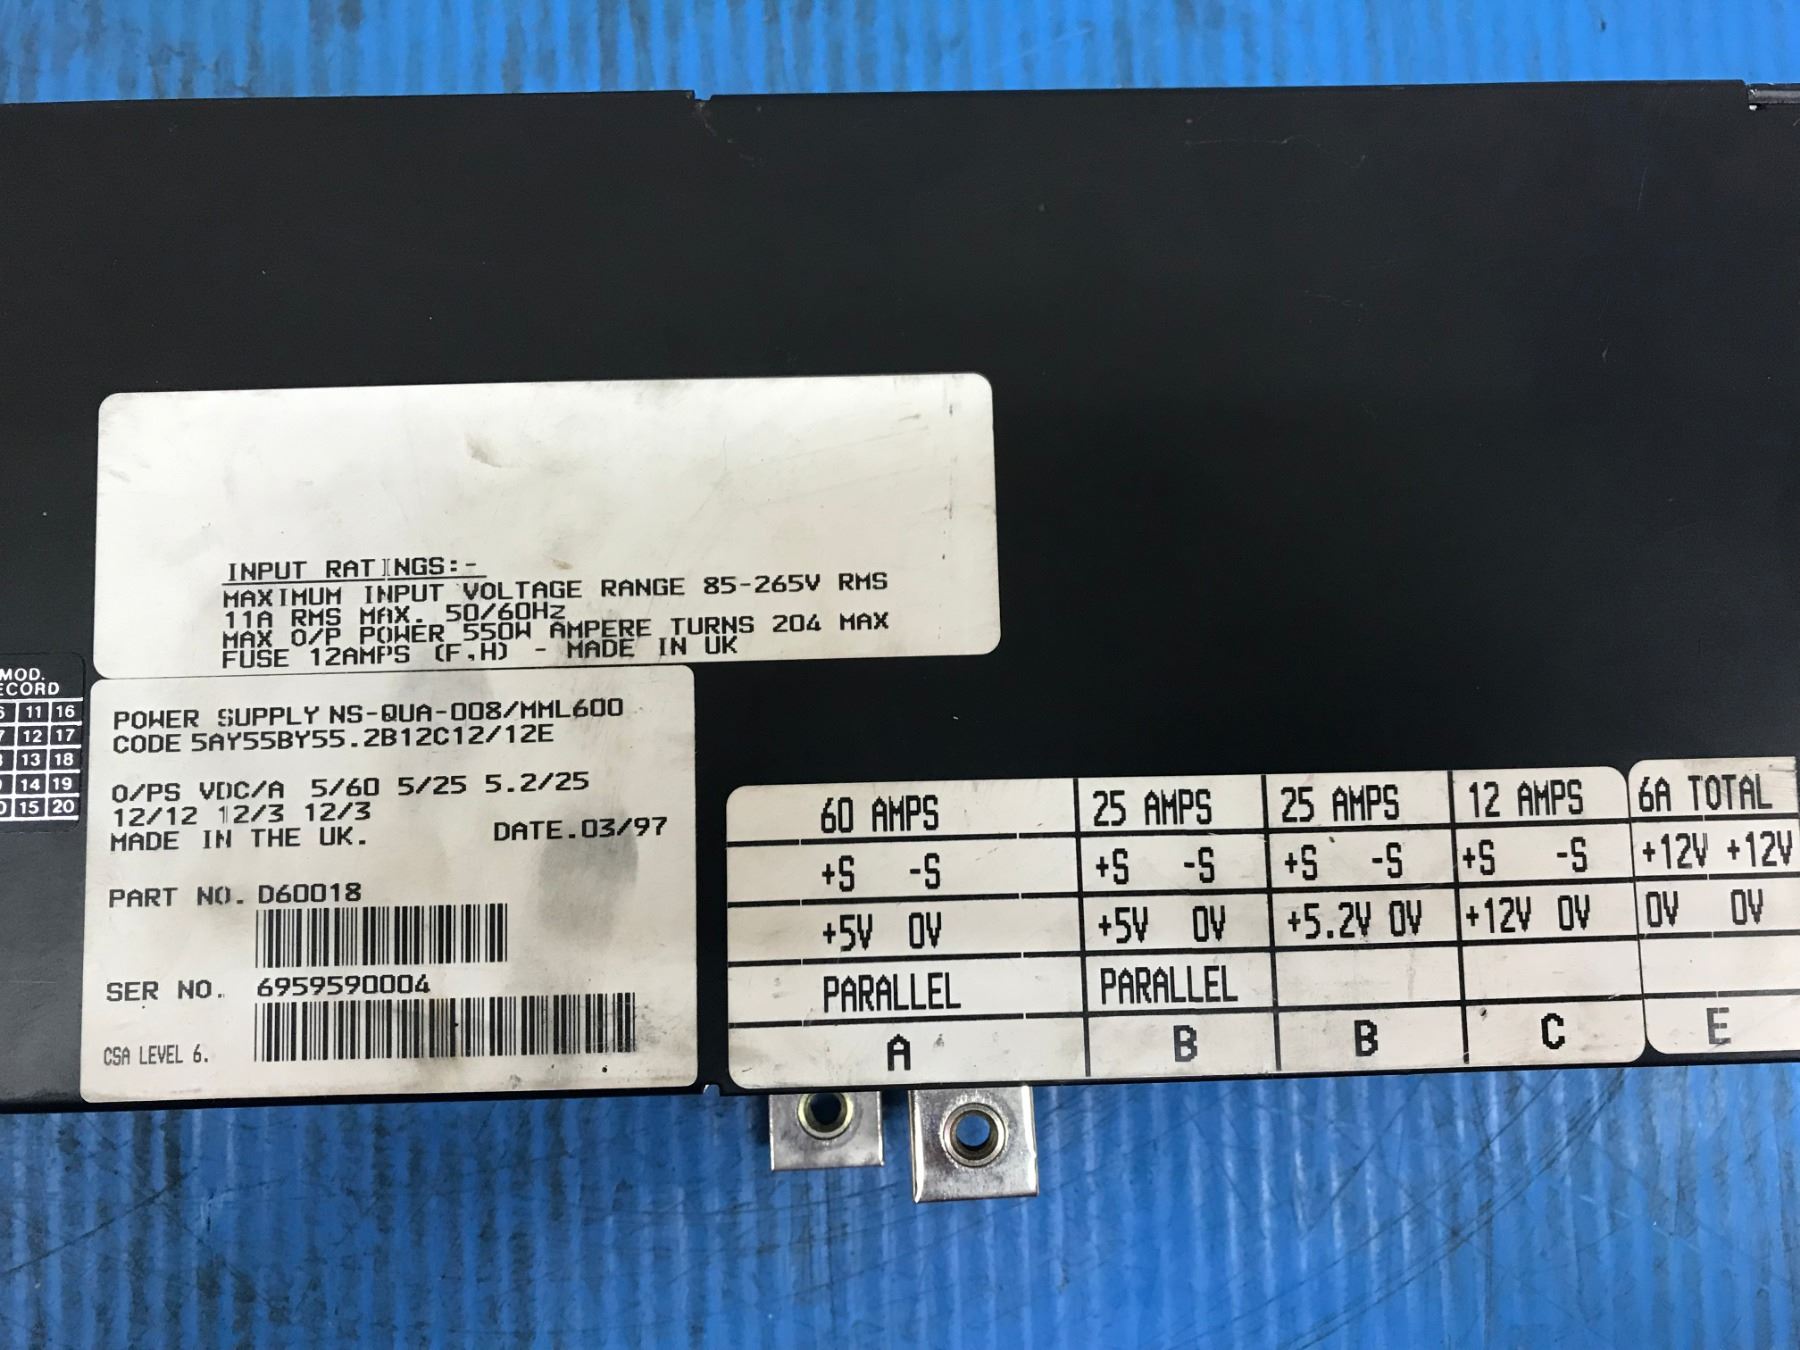 INPUT RATINGS:-
MAXIMUM INPUT VOLTAGE RANGE 85-265V RMS
11A RMS MAX. 50/60Hz
MAX O/P POWER 550W AMPERE TURNS 204 MAX
FUSE 12AMPS (F,H) - MADE IN UK
MOD.
11 16
12 17
13 18
14 19
15 20
POWER SUPPLY NS-QUA-008/MML600
CODE 5AY55BY55.2B12C12/12E
O/PS VDC/A 5/60 5/25 5.2/25
12/12 12/3 12/3
MADE IN THE UK. DATE.03/97
PART NO. D60018
SER NO. 6959590004
CSA LEVEL 6.
60 AMPS 25 AMPS 25 AMPS 12 AMPS 6A TOTAL
+S -S +S -S +S -S +S -S +12V +12V
+5V 0V +5V 0V +5.2V 0V +12V 0V 0V 0V
PARALLEL PARALLEL
A B B C E